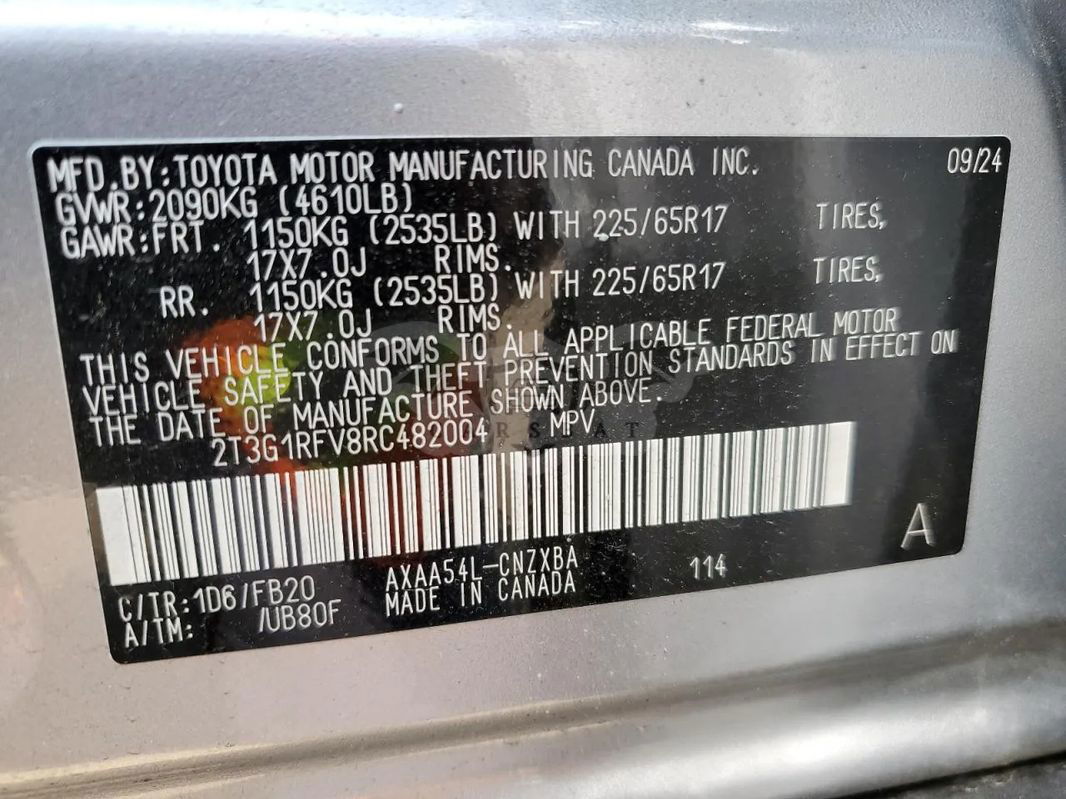 MFD.BY:TOYOTA MOTOR MANUFACTURING CANADA INC. 09/24
GVWR:2090KG (4610LB)
GAWR:FRT. 1150KG (2535LB) WITH 225/65R17 TIRES,
17X7.0J RIMS.
RR. 1150KG (2535LB) WITH 225/65R17 TIRES,
17X7.0J RIMS.
THIS VEHICLE CONFORMS TO ALL APPLICABLE FEDERAL MOTOR
VEHICLE SAFETY AND THEFT PREVENTION STANDARDS IN EFFECT ON
THE DATE OF MANUFACTURE SHOWN ABOVE.
2T3G1RFV8RC482004 MPV
A
C/TR:1D6/FB20 AXAA54L-CNZXBA 114
A/TM: /UB80F MADE IN CANADA